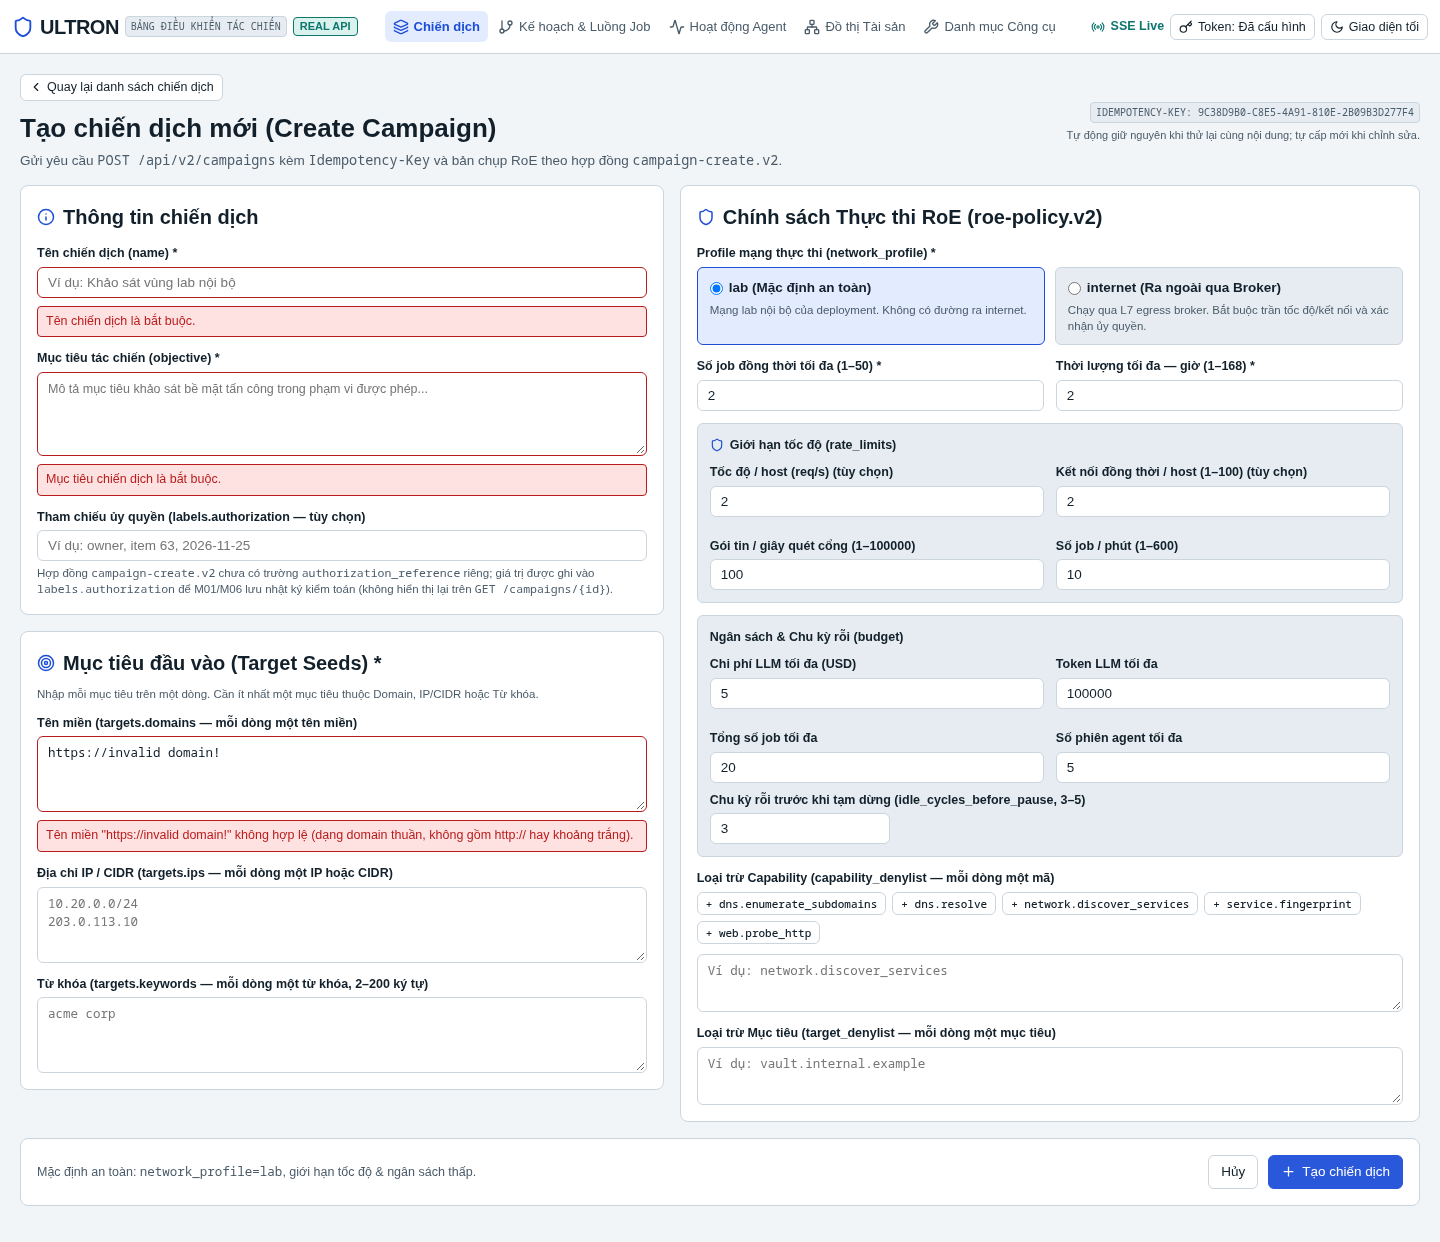 ULTRON BẢNG ĐIỀU KHIỂN TÁC CHIẾN REAL API Chiến dịch Kế hoạch & Luồng Job Hoạt động Agent Đồ thị Tài sản Danh mục Công cụ SSE Live Token: Đã cấu hình Giao diện tối
Quay lại danh sách chiến dịch
IDEMPOTENCY-KEY: 9C38D9B0-C8E5-4A91-810E-2B09B3D277F4
Tạo chiến dịch mới (Create Campaign)
Tự động giữ nguyên khi thử lại cùng nội dung; tự cấp mới khi chỉnh sửa.
Gửi yêu cầu POST /api/v2/campaigns kèm Idempotency-Key và bản chụp RoE theo hợp đồng campaign-create.v2.
Thông tin chiến dịch
Tên chiến dịch (name) *
Ví dụ: Khảo sát vùng lab nội bộ
Tên chiến dịch là bắt buộc.
Mục tiêu tác chiến (objective) *
Mô tả mục tiêu khảo sát bề mặt tấn công trong phạm vi được phép...
Mục tiêu chiến dịch là bắt buộc.
Tham chiếu ủy quyền (labels.authorization — tùy chọn)
Ví dụ: owner, item 63, 2026-11-25
Hợp đồng campaign-create.v2 chưa có trường authorization_reference riêng; giá trị được ghi vào
labels.authorization để M01/M06 lưu nhật ký kiểm toán (không hiển thị lại trên GET /campaigns/{id}).
Mục tiêu đầu vào (Target Seeds) *
Nhập mỗi mục tiêu trên một dòng. Cần ít nhất một mục tiêu thuộc Domain, IP/CIDR hoặc Từ khóa.
Tên miền (targets.domains — mỗi dòng một tên miền)
https://invalid domain!
Tên miền "https://invalid domain!" không hợp lệ (dạng domain thuần, không gồm http:// hay khoảng trắng).
Địa chỉ IP / CIDR (targets.ips — mỗi dòng một IP hoặc CIDR)
10.20.0.0/24
203.0.113.10
Từ khóa (targets.keywords — mỗi dòng một từ khóa, 2–200 ký tự)
acme corp
Chính sách Thực thi RoE (roe-policy.v2)
Profile mạng thực thi (network_profile) *
lab (Mặc định an toàn)
Mạng lab nội bộ của deployment. Không có đường ra internet.
internet (Ra ngoài qua Broker)
Chạy qua L7 egress broker. Bắt buộc trần tốc độ/kết nối và xác
nhận ủy quyền.
Số job đồng thời tối đa (1–50) * Thời lượng tối đa — giờ (1–168) *
2 2
Giới hạn tốc độ (rate_limits)
Tốc độ / host (req/s) (tùy chọn) Kết nối đồng thời / host (1–100) (tùy chọn)
2 2
Gói tin / giây quét cổng (1–100000) Số job / phút (1–600)
100 10
Ngân sách & Chu kỳ rỗi (budget)
Chi phí LLM tối đa (USD) Token LLM tối đa
5 100000
Tổng số job tối đa Số phiên agent tối đa
20 5
Chu kỳ rỗi trước khi tạm dừng (idle_cycles_before_pause, 3–5)
3
Loại trừ Capability (capability_denylist — mỗi dòng một mã)
+ dns.enumerate_subdomains + dns.resolve + network.discover_services + service.fingerprint
+ web.probe_http
Ví dụ: network.discover_services
Loại trừ Mục tiêu (target_denylist — mỗi dòng một mục tiêu)
Ví dụ: vault.internal.example
Mặc định an toàn: network_profile=lab, giới hạn tốc độ & ngân sách thấp.
Hủy + Tạo chiến dịch